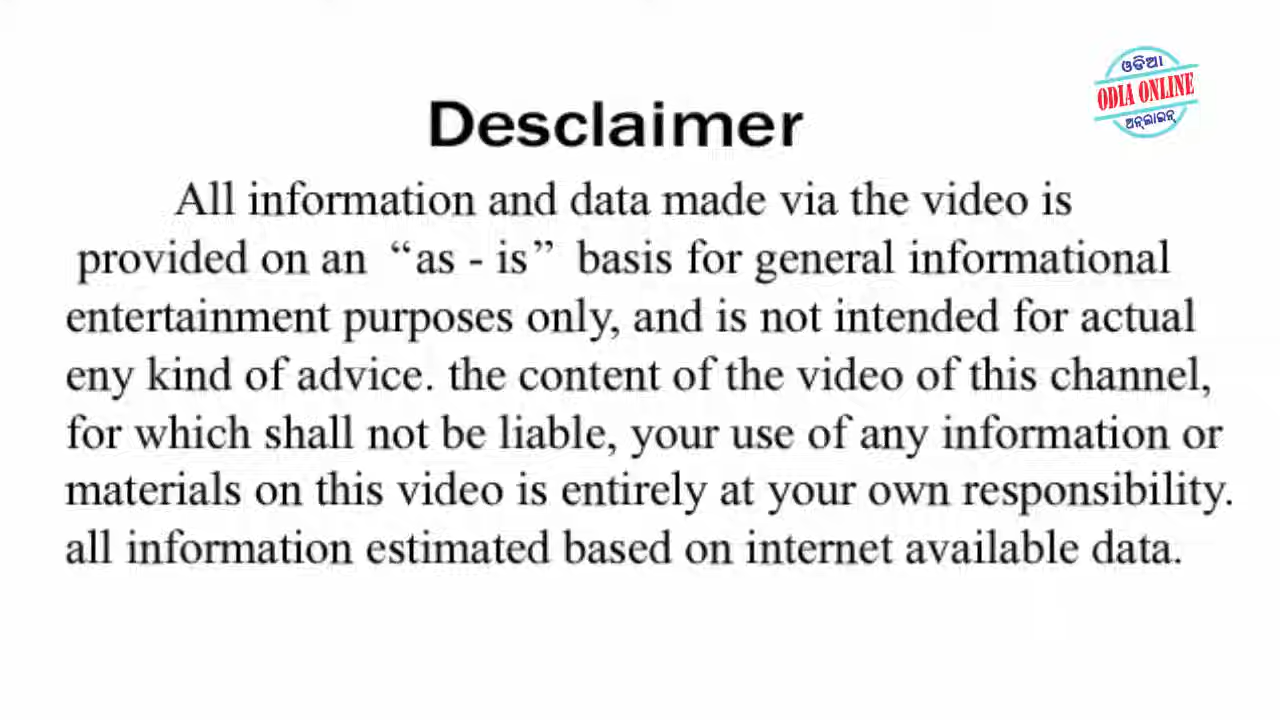 ଓଡିଆ
ODIA ONLINE
ଅନ୍‌ଲାଇନ୍
Desclaimer
All information and data made via the video is
provided on an “as - is” basis for general informational
entertainment purposes only, and is not intended for actual
eny kind of advice. the content of the video of this channel,
for which shall not be liable, your use of any information or
materials on this video is entirely at your own responsibility.
all information estimated based on internet available data.